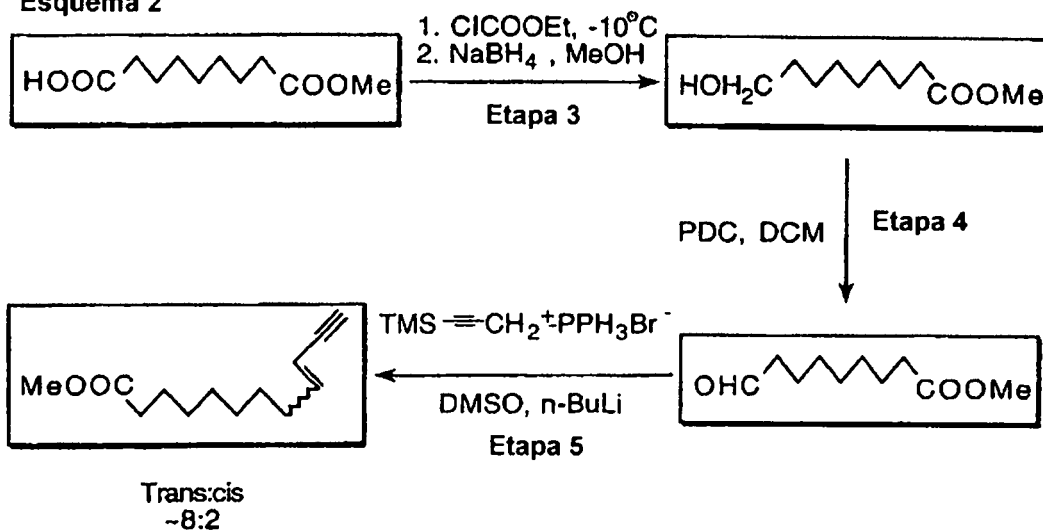 Esquema 2
1. ClCOOEt, -10°C
2. NaBH4 , MeOH
HOOC COOMe
Etapa 3
HOH2C COOMe
PDC, DCM Etapa 4
TMS ≡CH2+-PPH3Br-
MeOOC
DMSO, n-BuLi
Etapa 5
OHC COOMe
Trans:cis
~8:2